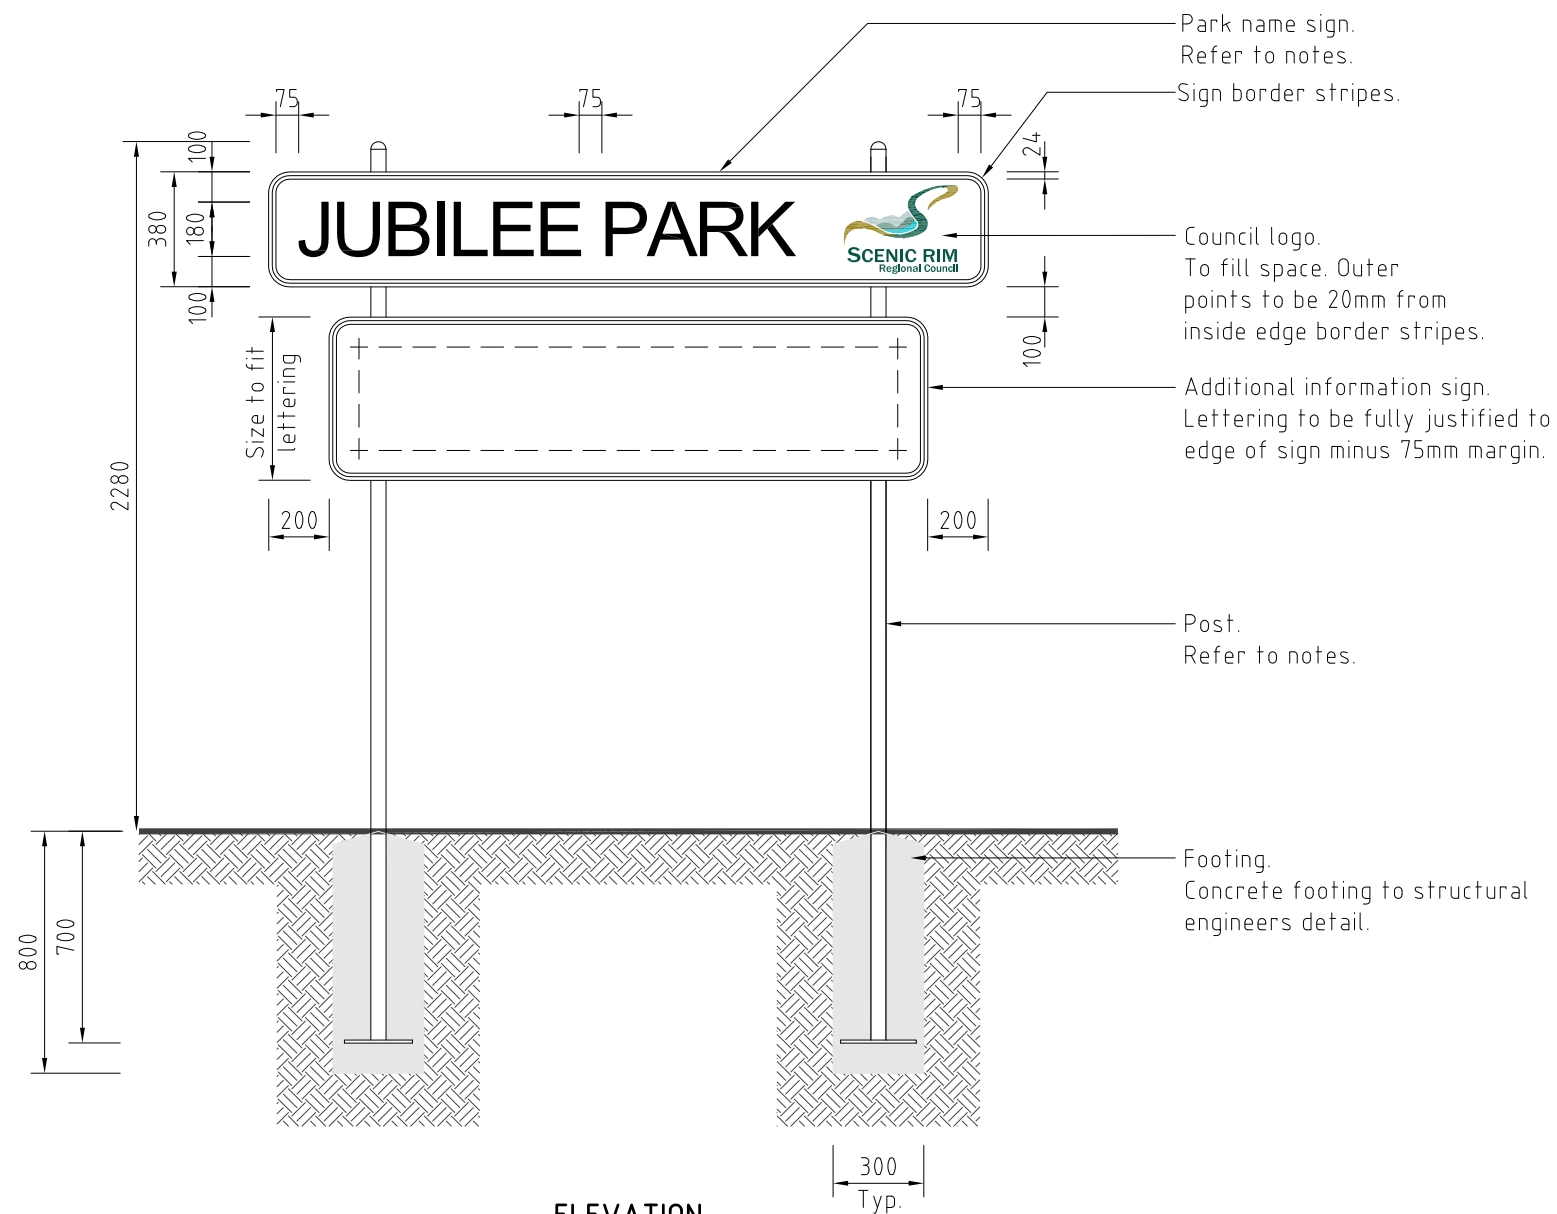 Park name sign.
Refer to notes.
Sign border stripes.
75
75
75
100
24
380
180
100
JUBILEE PARK
SCENIC RIM
Regional Council
Council logo.
To fill space. Outer
points to be 20mm from
inside edge border stripes.
100
Size to fit
lettering
Additional information sign.
Lettering to be fully justified to
edge of sign minus 75mm margin.
2280
200
200
Post.
Refer to notes.
Footing.
Concrete footing to structural
engineers detail.
800
700
300
Typ.
ELEVATION